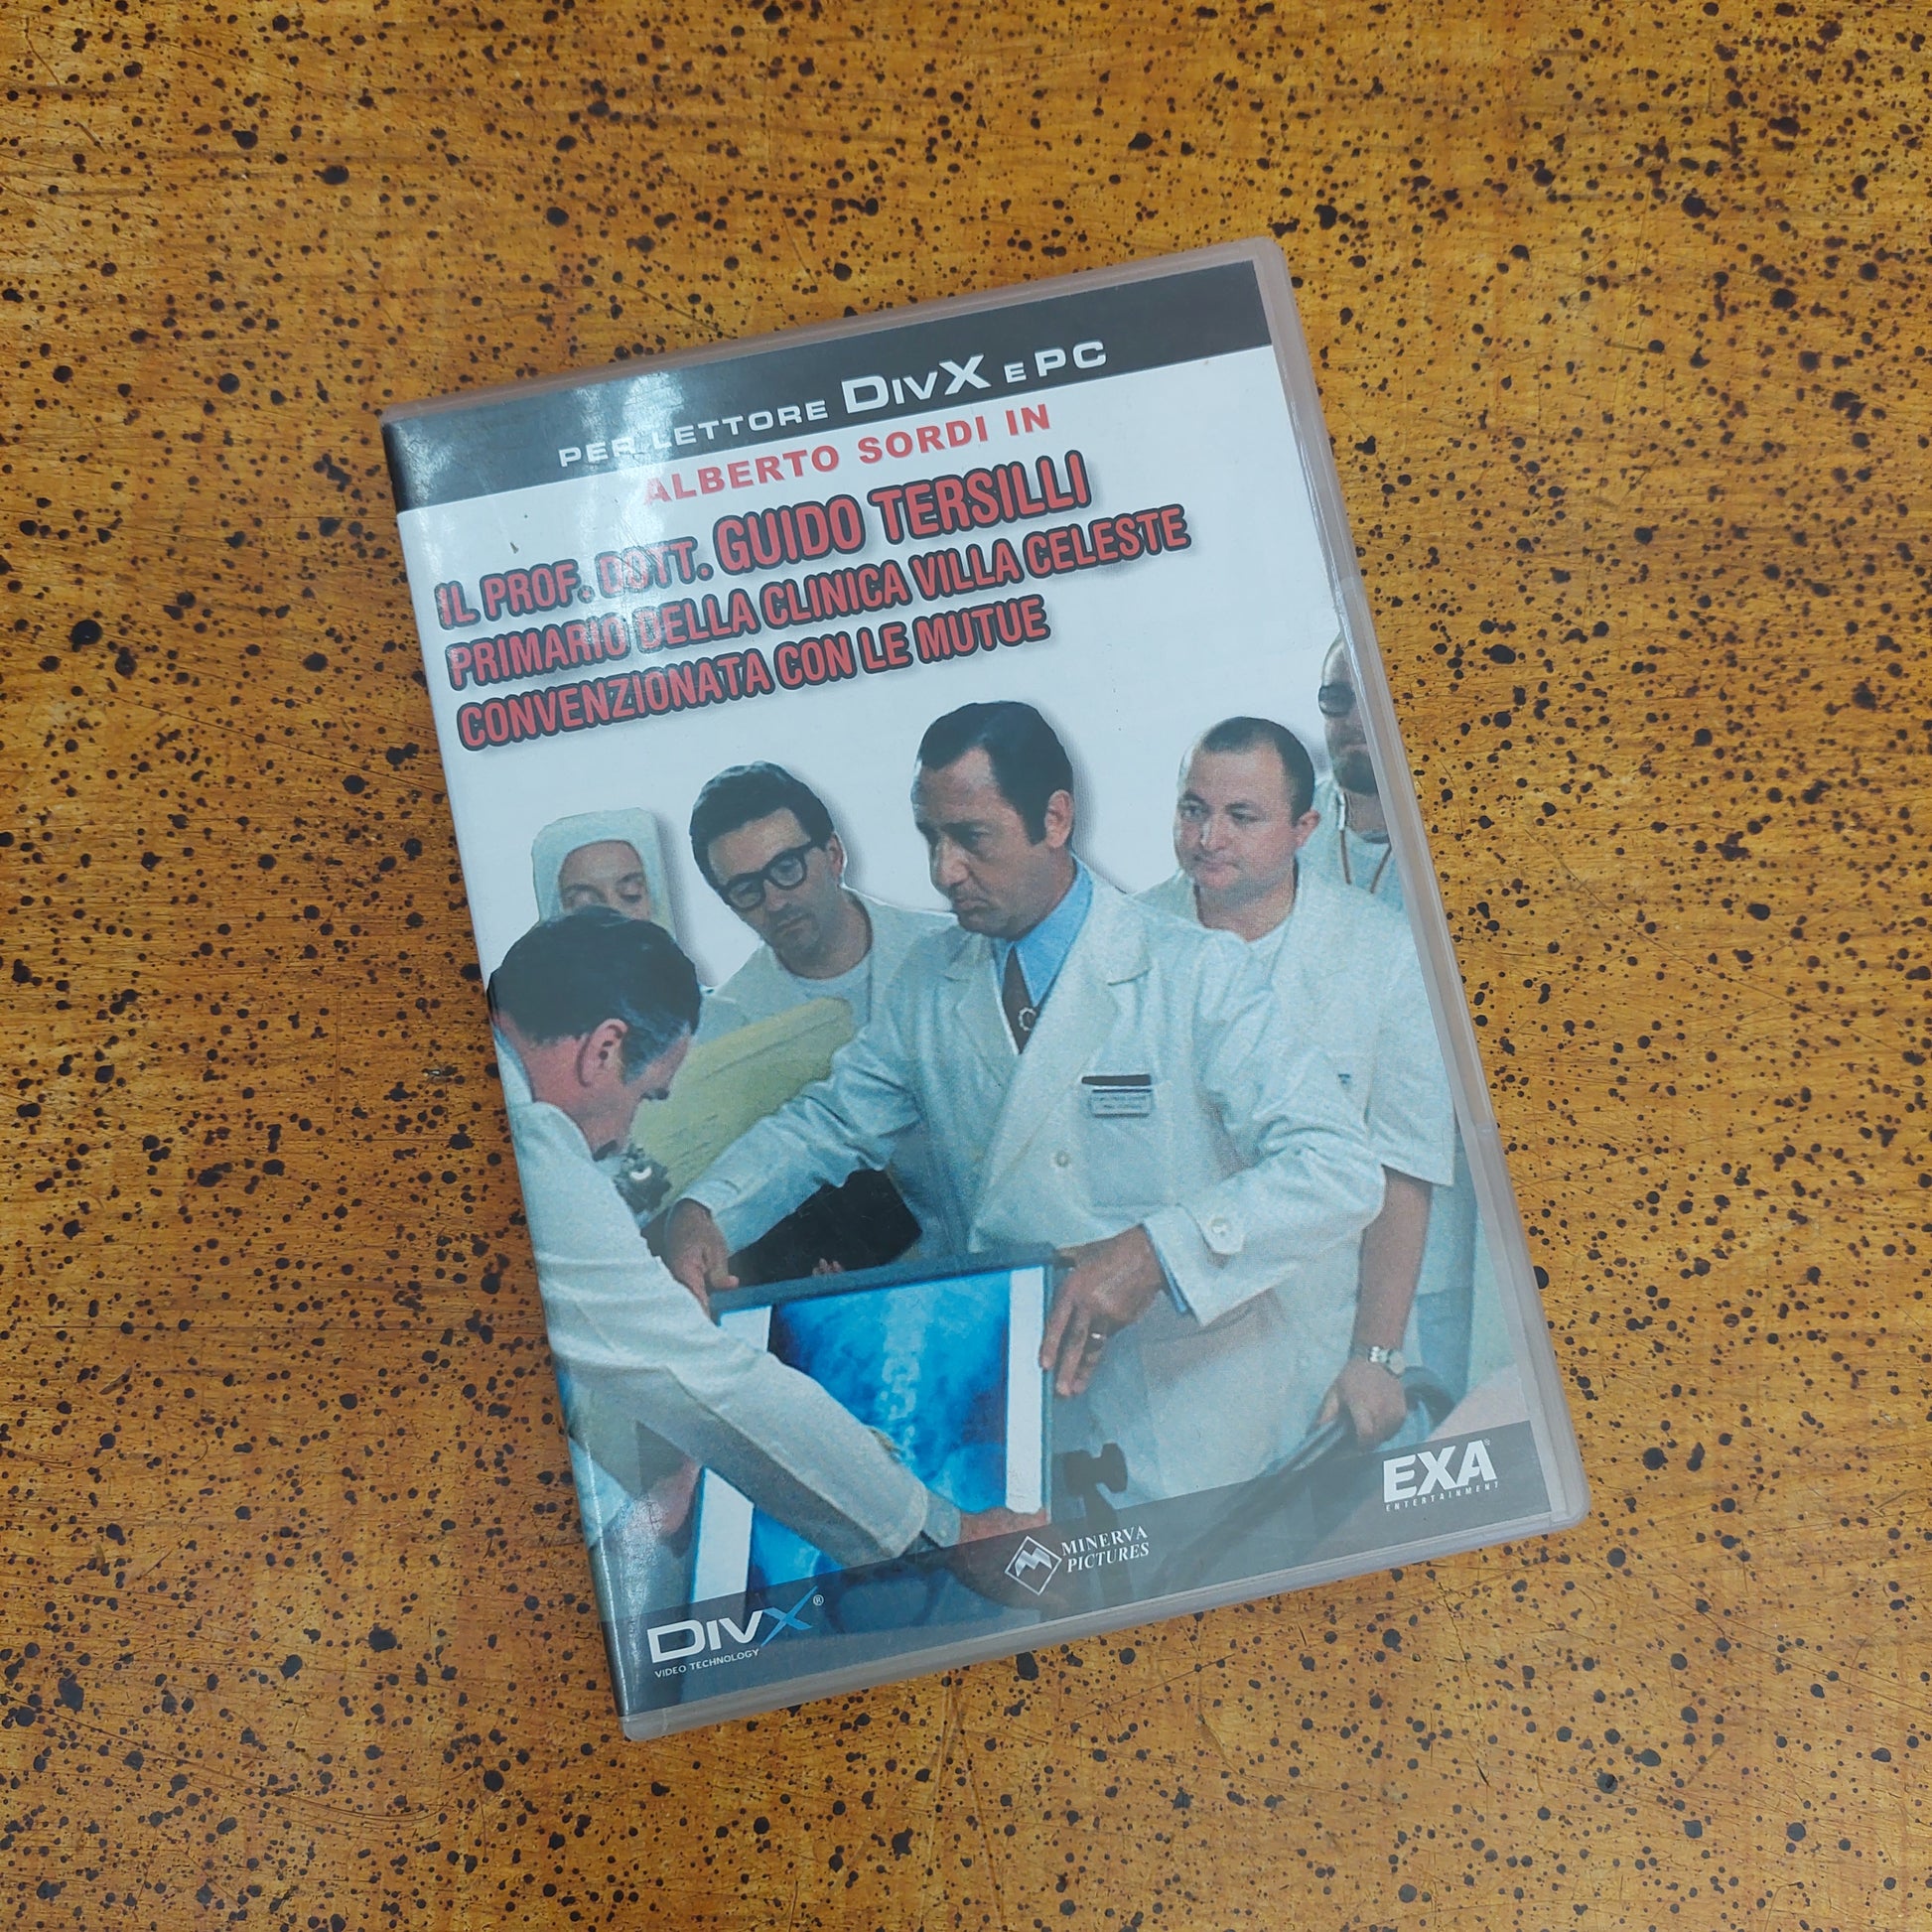 PER LETTORE DIVX E PC
ALBERTO SORDI IN
IL PROF. DOTT. GUIDO TERSILLI
PRIMARIO DELLA CLINICA VILLA CELESTE
CONVENZIONATA CON LE MUTUE
EXA®
ENTERTAINMENT
MINERVA
PICTURES
DIVX®
VIDEO TECHNOLOGY